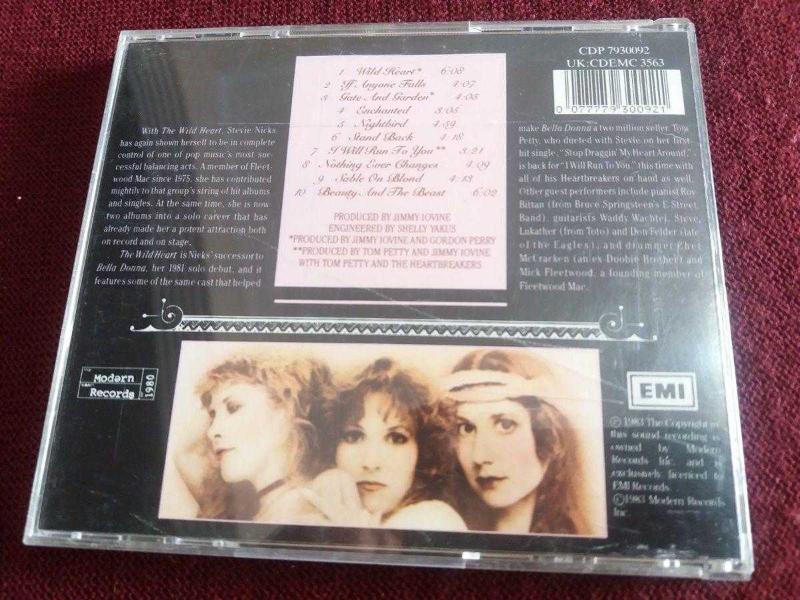 CDP 7930092
UK:CDEMC 3563
0 077779 300921
1 Wild Heart* 6:08
2 If Anyone Falls 4:07
3 Gate And Garden* 4:05
4 Enchanted 3:05
5 Nightbird 4:59
6 Stand Back 4:18
7 I Will Run To You** 3:21
8 Nothing Ever Changes 4:09
9 Sable On Blond 4:13
10 Beauty And The Beast 6:02
PRODUCED BY JIMMY IOVINE
ENGINEERED BY SHELLY YAKUS
*PRODUCED BY JIMMY IOVINE AND GORDON PERRY
**PRODUCED BY TOM PETTY AND JIMMY IOVINE
WITH TOM PETTY AND THE HEARTBREAKERS
With The Wild Heart, Stevie Nicks
has again shown herself to be in complete
control of one of pop music's most suc-
cessful balancing acts. A member of Fleet-
wood Mac since 1975, she has contributed
mightily to that group's string of hit albums
and singles. At the same time, she is now
two albums into a solo career that has
already made her a potent attraction both
on record and on stage.
The Wild Heart is Nicks' successor to
Bella Donna, her 1981 solo debut, and it
features some of the same cast that helped
make Bella Donna a two million seller. Tom
Petty, who dueted with Stevie on her first
hit single, "Stop Draggin' My Heart Around,"
is back for "I Will Run To You," this time with
all of his Heartbreakers on hand as well.
Other guest performers include pianist Roy
Bittan (from Bruce Springsteen's E-Street
Band), guitarists Waddy Wachtel, Steve
Lukather (from Toto) and Don Felder (late
of the Eagles), and drummer Chet
McCracken (an ex-Doobie Brother) and
Mick Fleetwood, a founding member of
Fleetwood Mac.
Modern
Records
1980
EMI
℗ 1983 The Copyright in
this sound recording is
owned by Modern
Records Inc. and is
exclusively licenced to
EMI Records.
©1983 Modern Records
Inc.